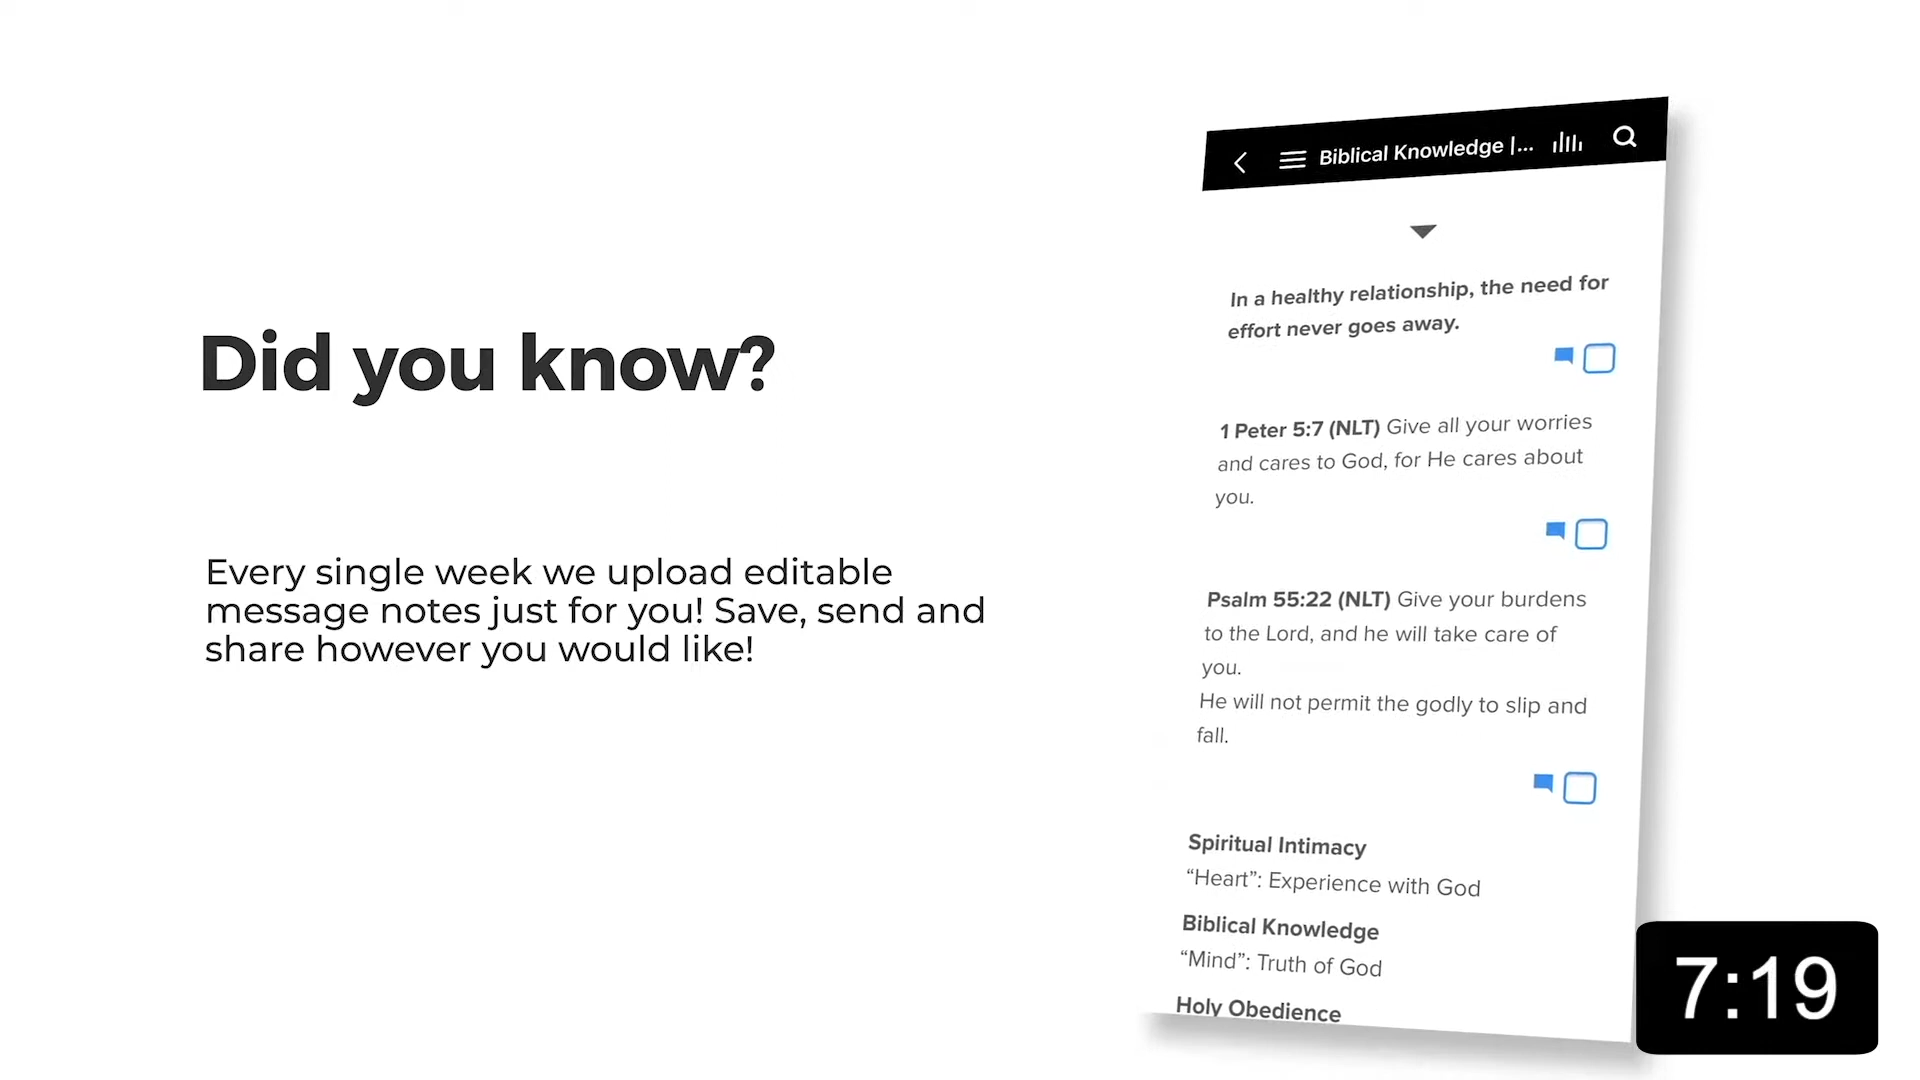 Did you know?
Every single week we upload editable
message notes just for you! Save, send and
share however you would like!
Biblical Knowledge |...
In a healthy relationship, the need for
effort never goes away.
1 Peter 5:7 (NLT) Give all your worries
and cares to God, for He cares about
you.
Psalm 55:22 (NLT) Give your burdens
to the Lord, and he will take care of
you.
He will not permit the godly to slip and
fall.
Spiritual Intimacy
“Heart”: Experience with God
Biblical Knowledge
“Mind”: Truth of God
Holy Obedience
7:19